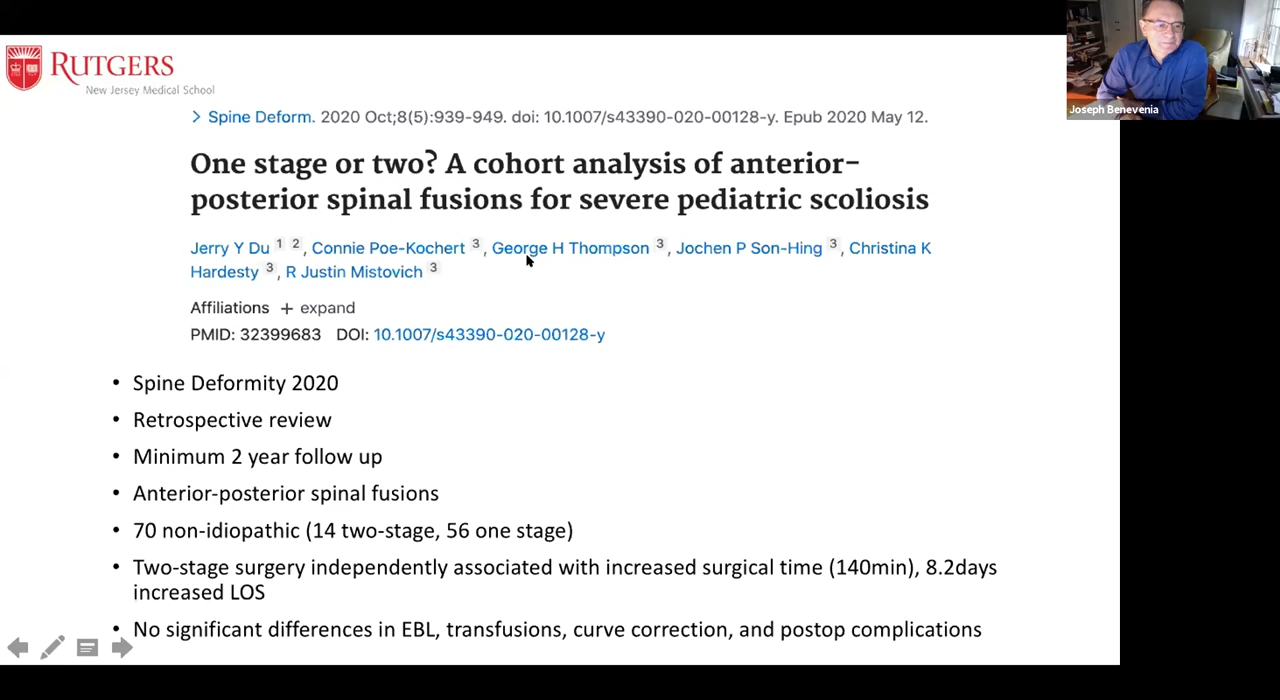 RUTGERS
New Jersey Medical School
Joseph Benevenia
> Spine Deform. 2020 Oct;8(5):939-949. doi: 10.1007/s43390-020-00128-y. Epub 2020 May 12.
One stage or two? A cohort analysis of anterior-
posterior spinal fusions for severe pediatric scoliosis
Jerry Y Du 1 2, Connie Poe-Kochert 3, George H Thompson 3, Jochen P Son-Hing 3, Christina K
Hardesty 3, R Justin Mistovich 3
Affiliations + expand
PMID: 32399683 DOI: 10.1007/s43390-020-00128-y
• Spine Deformity 2020
• Retrospective review
• Minimum 2 year follow up
• Anterior-posterior spinal fusions
• 70 non-idiopathic (14 two-stage, 56 one stage)
• Two-stage surgery independently associated with increased surgical time (140min), 8.2days
increased LOS
• No significant differences in EBL, transfusions, curve correction, and postop complications